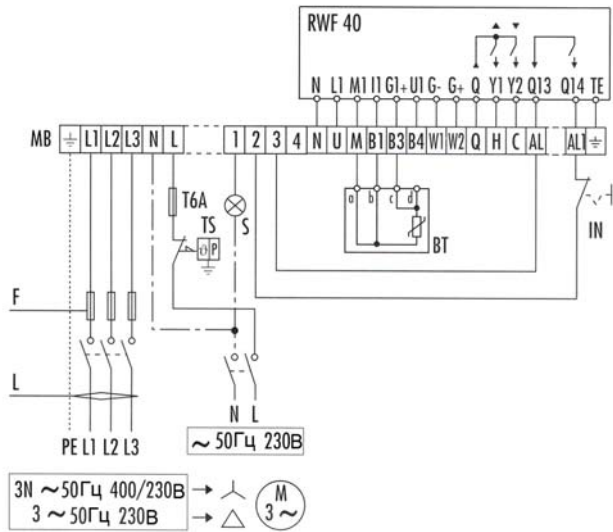 RWF 40
N L1 M1 I1 G1+ U1 G- G+ Q Y1 Y2 Q13 Q14 TE
MB L1 L2 L3 N L 1 2 3 4 N U M B1 B3 B4 W1 W2 Q H C AL AL1
T6A
TS
ϑ P
S
a b c d
BT
IN
F
L
PE L1 L2 L3
N L
~ 50Гц 230В
3N ~50Гц 400/230В
3 ~50Гц 230В
M
3~